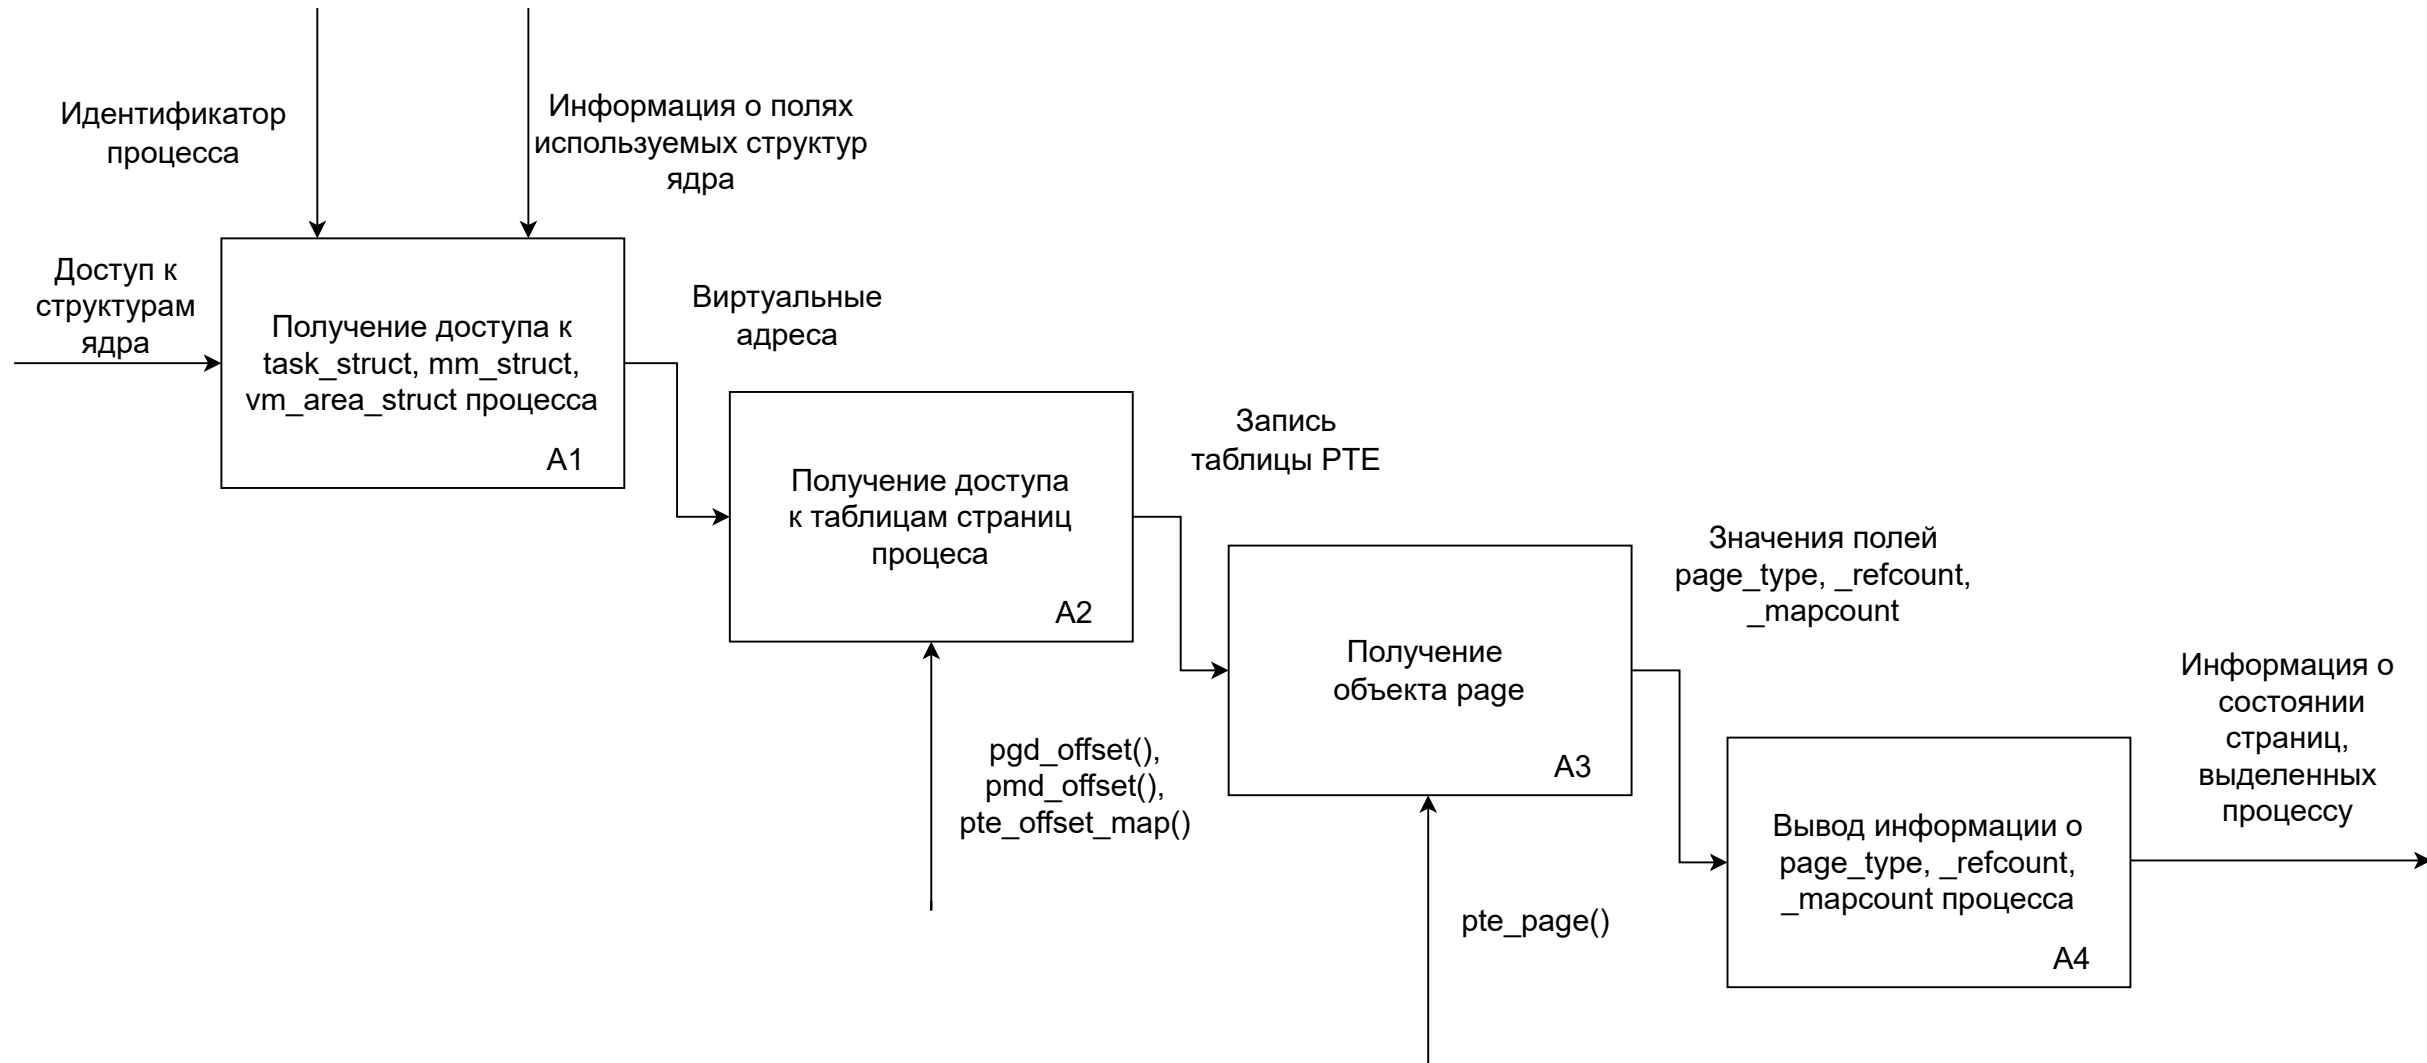 Идентификатор
процесса
Информация о полях
используемых структур
ядра
Доступ к
структурам
ядра
Получение доступа к
task_struct, mm_struct,
vm_area_struct процесса
A1
Виртуальные
адреса
Получение доступа
к таблицам страниц
процеса
A2
pgd_offset(),
pmd_offset(),
pte_offset_map()
Запись
таблицы PTE
Получение
объекта page
A3
pte_page()
Значения полей
page_type, _refcount,
_mapcount
Вывод информации о
page_type, _refcount,
_mapcount процесса
A4
Информация о
состоянии
страниц,
выделенных
процессу